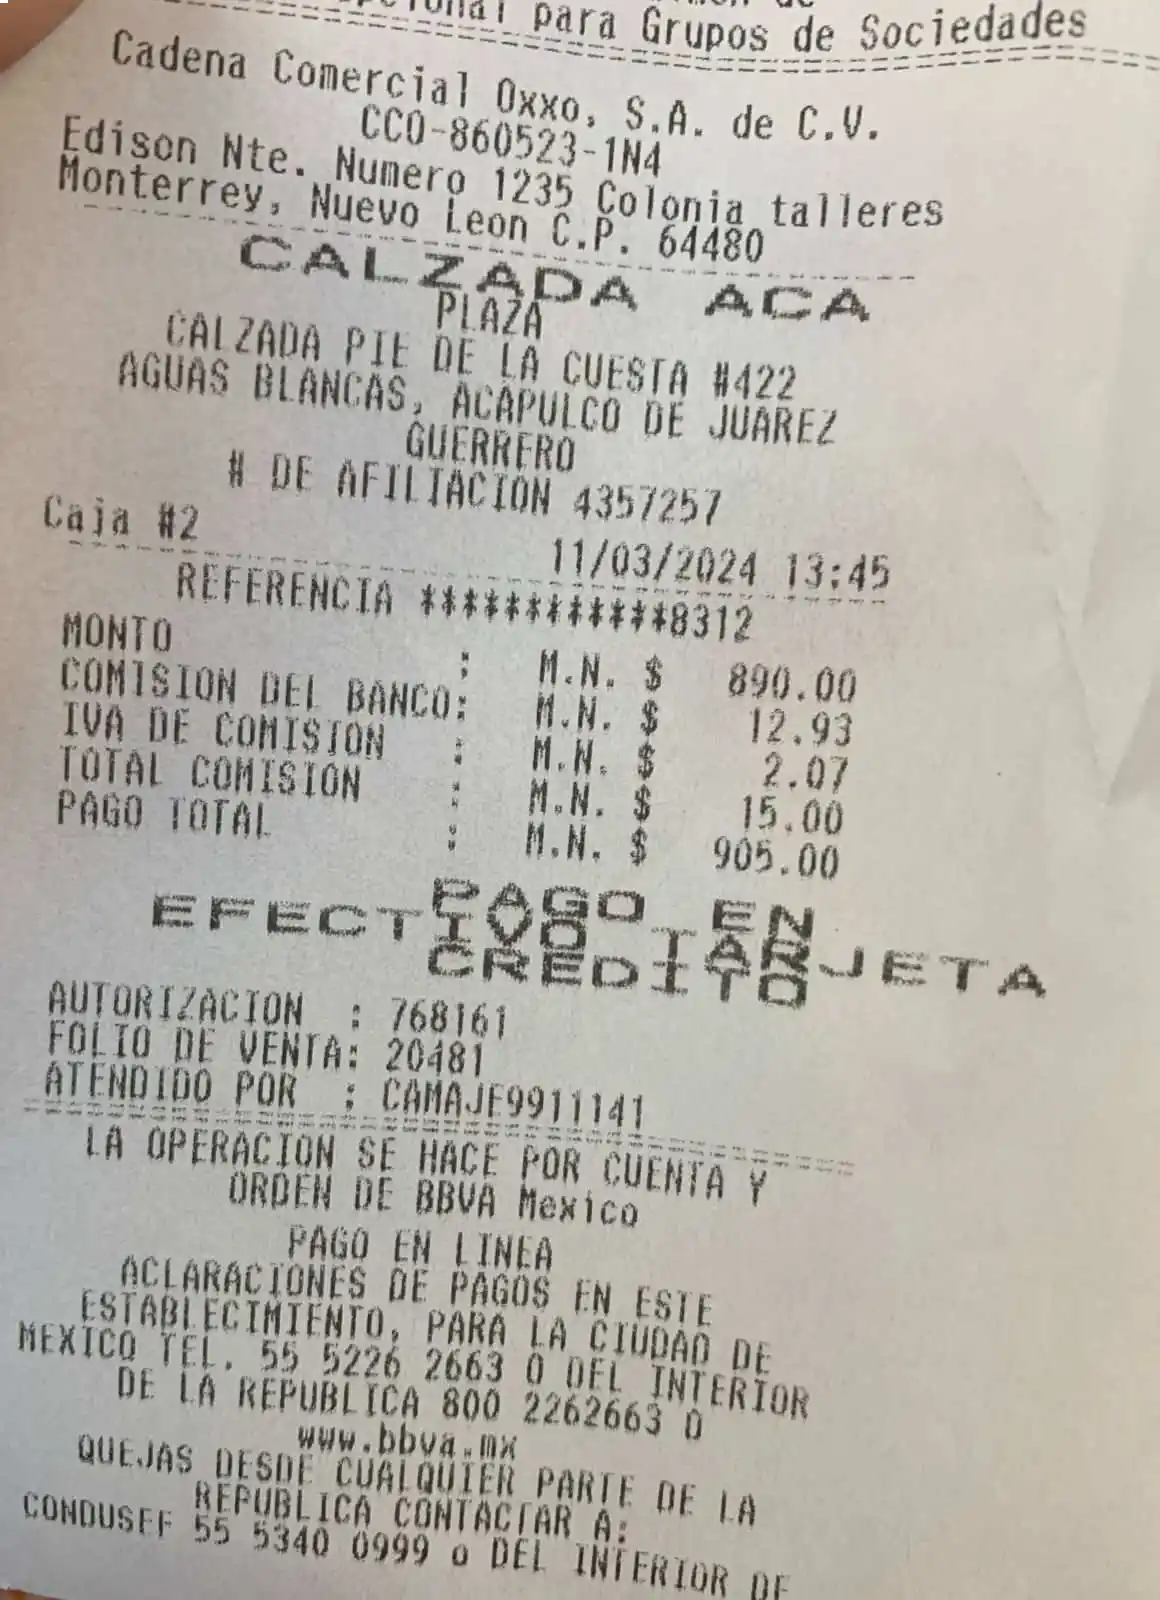 para Grupos de Sociedades
Cadena Comercial Oxxo, S.A. de C.V.
CCO-860523-1N4
Edison Nte. Numero 1235 Colonia talleres
Monterrey, Nuevo Leon C.P. 64480
CALZADA ACA
PLAZA
CALZADA PIE DE LA CUESTA #422
AGUAS BLANCAS, ACAPULCO DE JUAREZ
GUERRERO
# DE AFILIACION 4357257
Caja #2
11/03/2024 13:45
REFERENCIA ************8312
MONTO : M.N. $ 890.00
COMISION DEL BANCO: M.N. $ 12.93
IVA DE COMISION : M.N. $ 2.07
TOTAL COMISION : M.N. $ 15.00
PAGO TOTAL : M.N. $ 905.00
PAGO EN
EFECTIVO TARJETA
CREDITO
AUTORIZACION : 768161
FOLIO DE VENTA: 20481
ATENDIDO POR : CAMAJE9911141
LA OPERACION SE HACE POR CUENTA Y
ORDEN DE BBVA Mexico
PAGO EN LINEA
ACLARACIONES DE PAGOS EN ESTE
ESTABLECIMIENTO, PARA LA CIUDAD DE
MEXICO TEL. 55 5226 2663 O DEL INTERIOR
DE LA REPUBLICA 800 2262663 O
www.bbva.mx
QUEJAS DESDE CUALQUIER PARTE DE LA
REPUBLICA CONTACTAR A:
CONDUSEF 55 5340 0999 o DEL INTERIOR DE